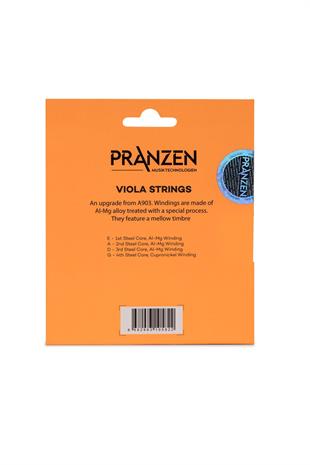 PRANZEN
MUSIKTECHNOLOGIEN
PRANZEN
VIOLA STRINGS
An upgrade from A903. Windings are made of
Al-Mg alloy treated with a special process.
They feature a mellow timbre
E - 1st Steel Core, Al-Mg Winding
A - 2nd Steel Core, Al-Mg Winding
D - 3rd Steel Core, Al-Mg Winding
G - 4th Steel Core, Cupronickel Winding